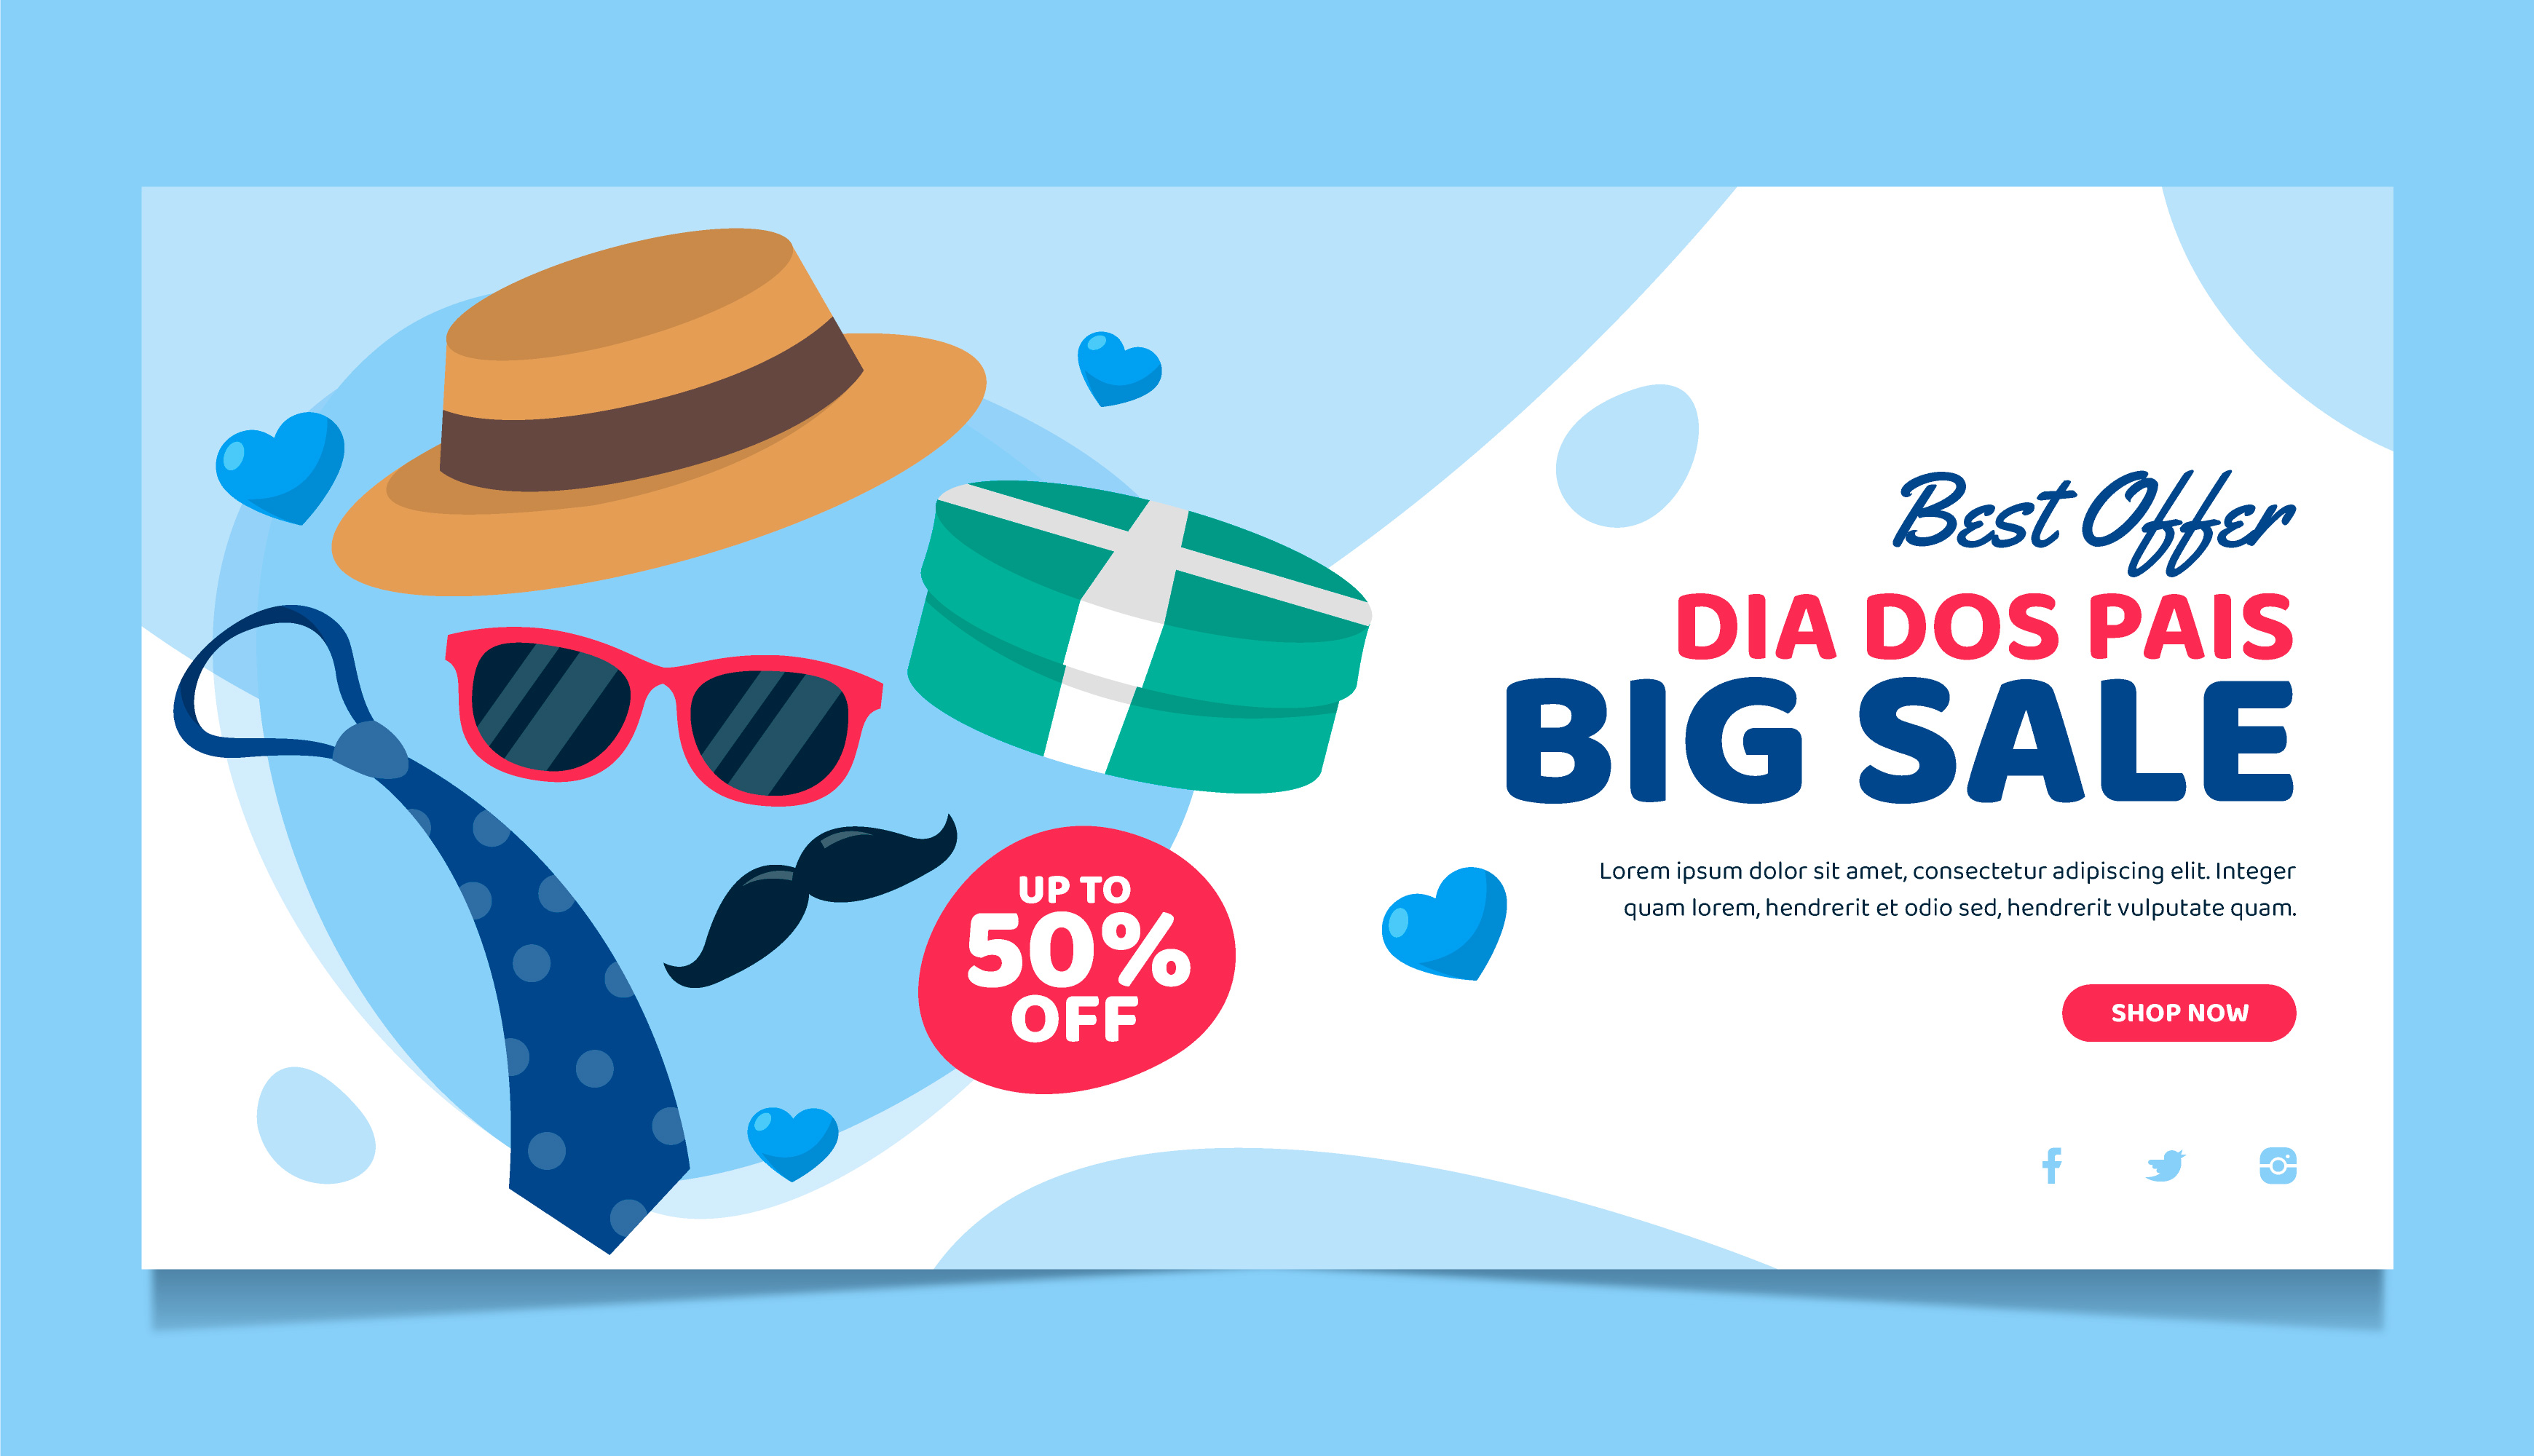 Best Offer
DIA DOS PAIS
BIG SALE
Lorem ipsum dolor sit amet, consectetur adipiscing elit. Integer
quam lorem, hendrerit et odio sed, hendrerit vulputate quam.
SHOP NOW
UP TO
50%
OFF